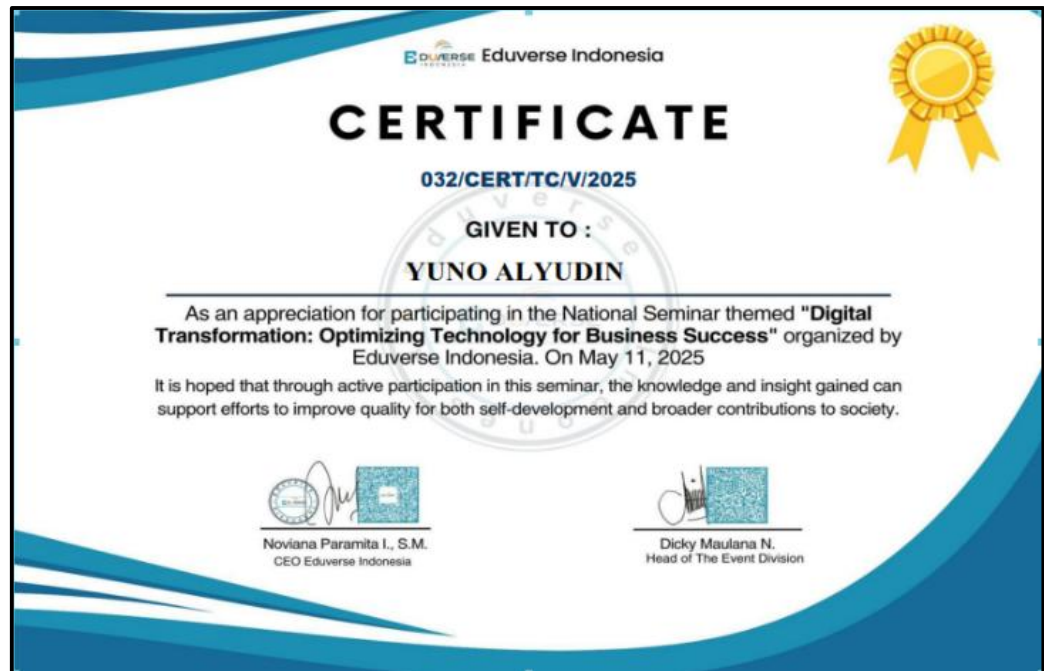 EDUVERSE INDONESIA Eduverse Indonesia
CERTIFICATE
032/CERT/TC/V/2025
GIVEN TO :
YUNO ALYUDIN
As an appreciation for participating in the National Seminar themed "Digital
Transformation: Optimizing Technology for Business Success" organized by
Eduverse Indonesia. On May 11, 2025
It is hoped that through active participation in this seminar, the knowledge and insight gained can
support efforts to improve quality for both self-development and broader contributions to society.
Noviana Paramita I., S.M.
CEO Eduverse Indonesia
Dicky Maulana N.
Head of The Event Division